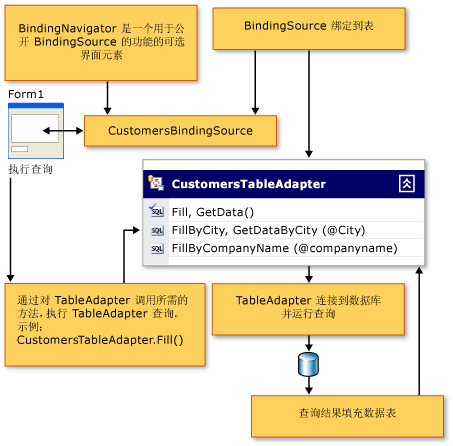 BindingNavigator 是一个用于公
开 BindingSource 的功能的可选
界面元素
BindingSource 绑定到表
Form1
CustomersBindingSource
执行查询
CustomersTableAdapter
SQL Fill, GetData()
SQL FillByCity, GetDataByCity (@City)
SQL FillByCompanyName (@companyname)
通过对 TableAdapter 调用所需的
方法，执行 TableAdapter 查询。
示例：
CustomersTableAdapter.Fill()
TableAdapter 连接到数据库
并运行查询
查询结果填充数据表